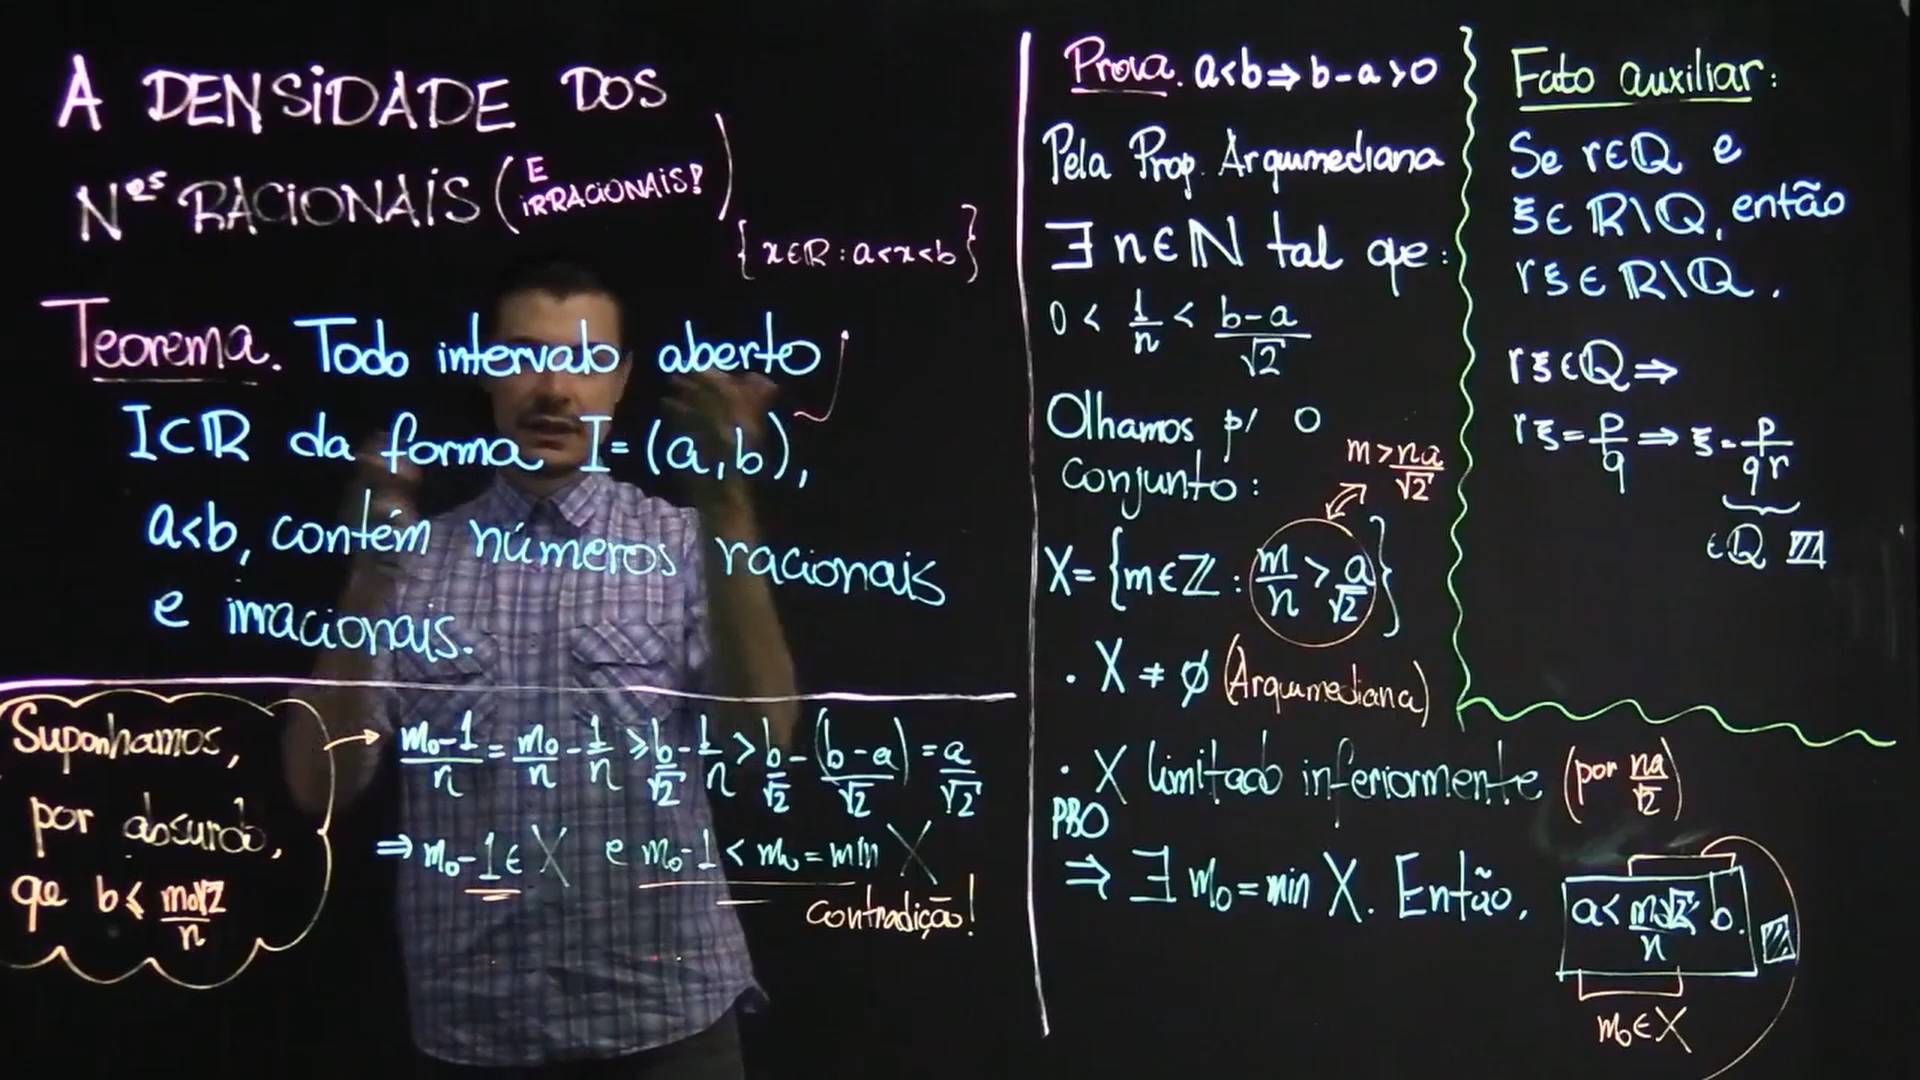 A DENSIDADE DOS
Nºs RACIONAIS (E IRRACIONAIS!)
{x∈ℝ : a<x<b}
Teorema. Todo intervalo aberto
I⊂ℝ da forma I=(a,b),
a<b, contém números racionais
e irracionais.
Suponhamos,
por absurdo,
que b ≤ m₀√2/n
(m₀-1)/n = m₀/n - 1/n ≥ b/√2 - 1/n > b/√2 - (b-a)/√2 = a/√2
⇒ m₀-1 ∈ X e m₀-1 < m₀ = min X
Contradição!
Prova. a<b ⇒ b-a>0
Pela Prop. Arquimediana
∃ n∈ℕ tal que:
0 < 1/n < (b-a)/√2
Olhamos p/ o
conjunto:
m > na/√2
X = {m∈ℤ : m/n > a/√2}
· X ≠ ∅ (Arquimediana)
· X limitado inferiormente (por na/√2)
PBO
⇒ ∃ m₀ = min X. Então,
a < m₀√2/n < b.
m₀∈X
Fato auxiliar:
Se r∈ℚ e
ξ∈ℝ\ℚ, então
rξ∈ℝ\ℚ.
rξ∈ℚ ⇒
rξ = p/q ⇒ ξ = p/qr
∈ℚ